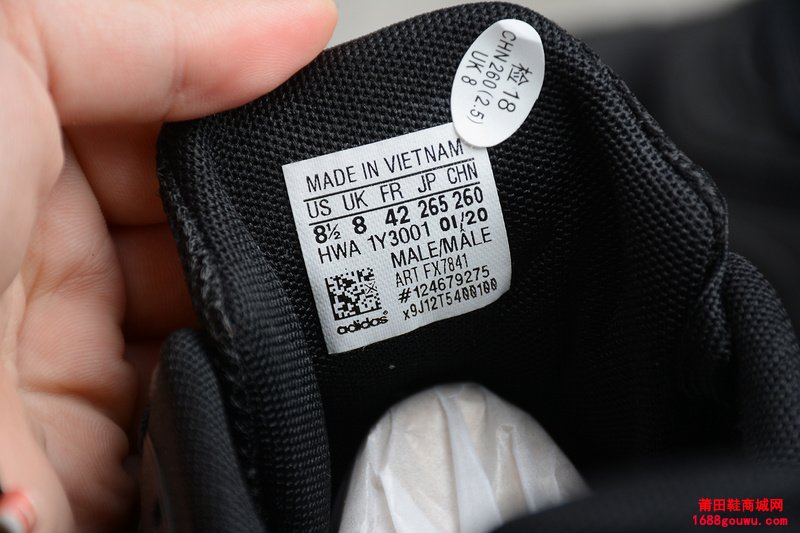 检 18
CHN260(2.5)
UK 8
MADE IN VIETNAM
US UK FR JP CHN
8½ 8 42 265 260
HWA 1Y3001 01/20
MALE/MÂLE
ART FX7841
#124679275
x9J12T5400100
adidas
莆田鞋商城网
1688gouwu.com